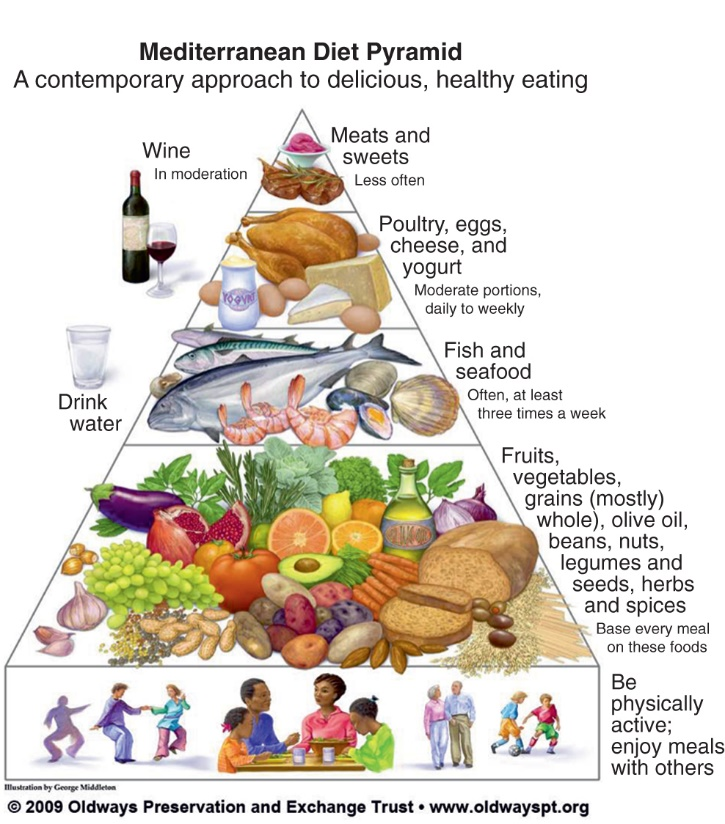 Mediterranean Diet Pyramid
A contemporary approach to delicious, healthy eating
Meats and
sweets
Less often
Wine
In moderation
Poultry, eggs,
cheese, and
yogurt
Moderate portions,
daily to weekly
YOGURT
Fish and
seafood
Often, at least
three times a week
Drink
water
Fruits,
vegetables,
grains (mostly)
whole), olive oil,
beans, nuts,
legumes and
seeds, herbs
and spices
Base every meal
on these foods
Be
physically
active;
enjoy meals
with others
Illustration by George Middleton
© 2009 Oldways Preservation and Exchange Trust • www.oldwayspt.org